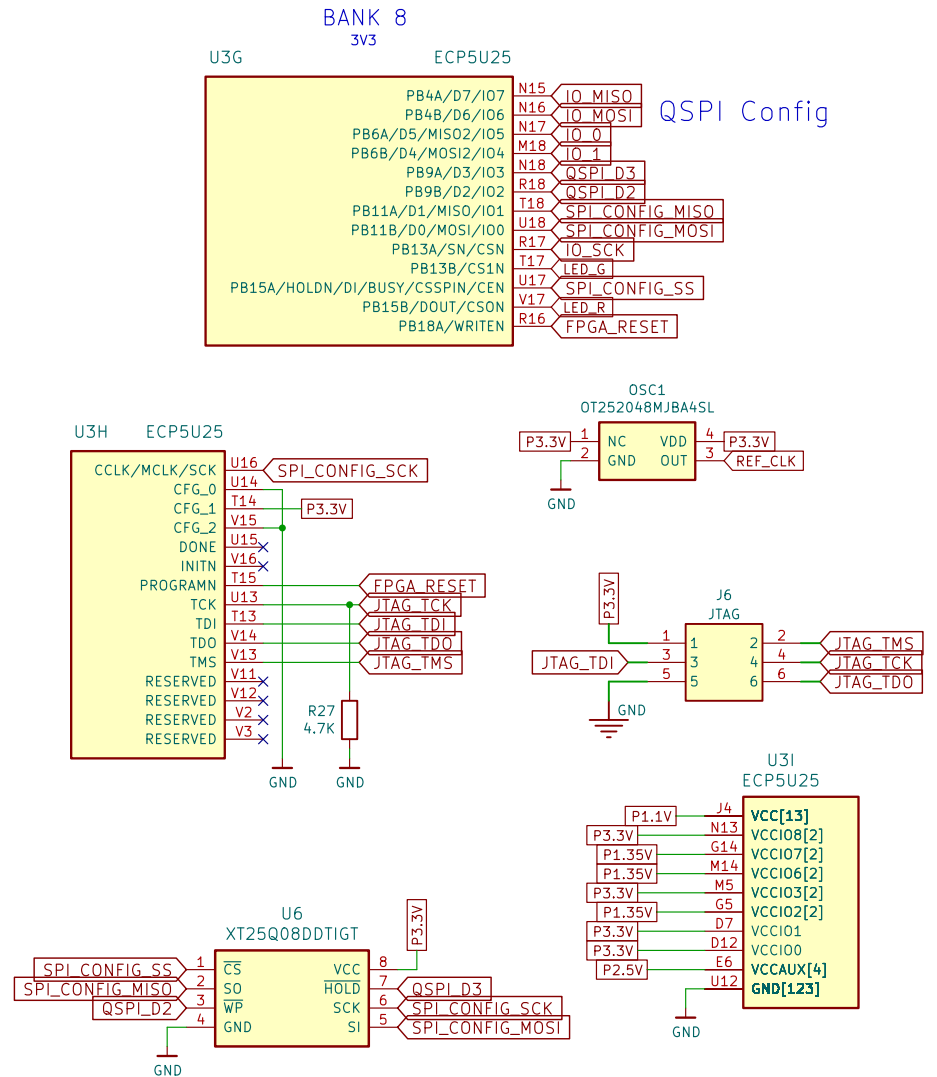 BANK 8
3V3
U3G ECP5U25
QSPI Config
PB4A/D7/IO7 N15 IO_MISO
PB4B/D6/IO6 N16 IO_MOSI
PB6A/D5/MISO2/IO5 N17 IO_0
PB6B/D4/MOSI2/IO4 M18 IO_1
PB9A/D3/IO3 N18 QSPI_D3
PB9B/D2/IO2 R18 QSPI_D2
PB11A/D1/MISO/IO1 T18 SPI_CONFIG_MISO
PB11B/D0/MOSI/IO0 U18 SPI_CONFIG_MOSI
PB13A/SN/CSN R17 IO_SCK
PB13B/CS1N T17 LED_G
PB15A/HOLDN/DI/BUSY/CSSPIN/CEN U17 SPI_CONFIG_SS
PB15B/DOUT/CSON V17 LED_R
PB18A/WRITEN R16 FPGA_RESET
U3H ECP5U25
CCLK/MCLK/SCK U16 SPI_CONFIG_SCK
CFG_0 U14
CFG_1 T14 P3.3V
CFG_2 V15
DONE U15
INITN V16
PROGRAMN T15 FPGA_RESET
TCK U13 JTAG_TCK
TDI T13 JTAG_TDI
TDO V14 JTAG_TDO
TMS V13 JTAG_TMS
RESERVED V11
RESERVED V12
RESERVED V2
RESERVED V3
R27
4.7K
GND GND
OSC1
OT252048MJBA4SL
P3.3V 1 NC VDD 4 P3.3V
2 GND OUT 3 REF_CLK
GND
P3.3V
J6
JTAG
1 1 2 2 JTAG_TMS
JTAG_TDI 3 3 4 4 JTAG_TCK
5 5 6 6 JTAG_TDO
GND
U3I
ECP5U25
P1.1V J4 VCC[13]
P3.3V N13 VCCIO8[2]
P1.35V G14 VCCIO7[2]
P1.35V M14 VCCIO6[2]
P3.3V M5 VCCIO3[2]
P1.35V G5 VCCIO2[2]
P3.3V D7 VCCIO1
P3.3V D12 VCCIO0
P2.5V E6 VCCAUX[4]
U12 GND[123]
GND
U6
XT25Q08DDTIGT
P3.3V
SPI_CONFIG_SS 1 CS VCC 8
SPI_CONFIG_MISO 2 SO HOLD 7 QSPI_D3
QSPI_D2 3 WP SCK 6 SPI_CONFIG_SCK
4 GND SI 5 SPI_CONFIG_MOSI
GND